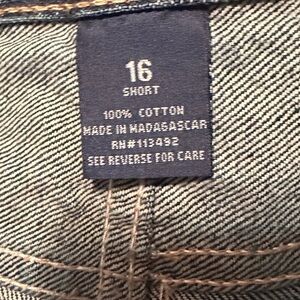 16
SHORT
100% COTTON
MADE IN MADAGASCAR
RN#113492
SEE REVERSE FOR CARE